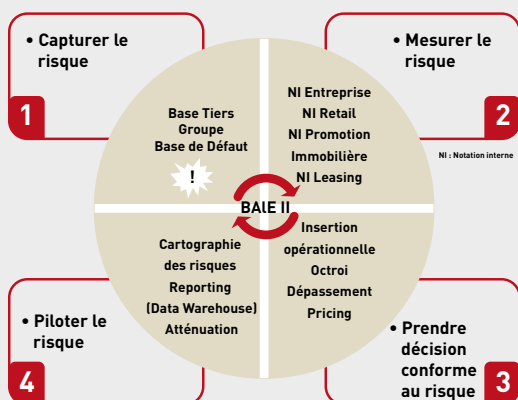 • Capturer le
risque
1
• Mesurer le
risque
2
NI : Notation interne
Base Tiers
Groupe
Base de Défaut
!
NI Entreprise
NI Retail
NI Promotion
Immobilière
NI Leasing
BAlE II
Cartographie
des risques
Reporting
(Data Warehouse)
Atténuation
Insertion
opérationnelle
Octroi
Dépassement
Pricing
• Piloter le
risque
4
• Prendre
décision
conforme
au risque
3